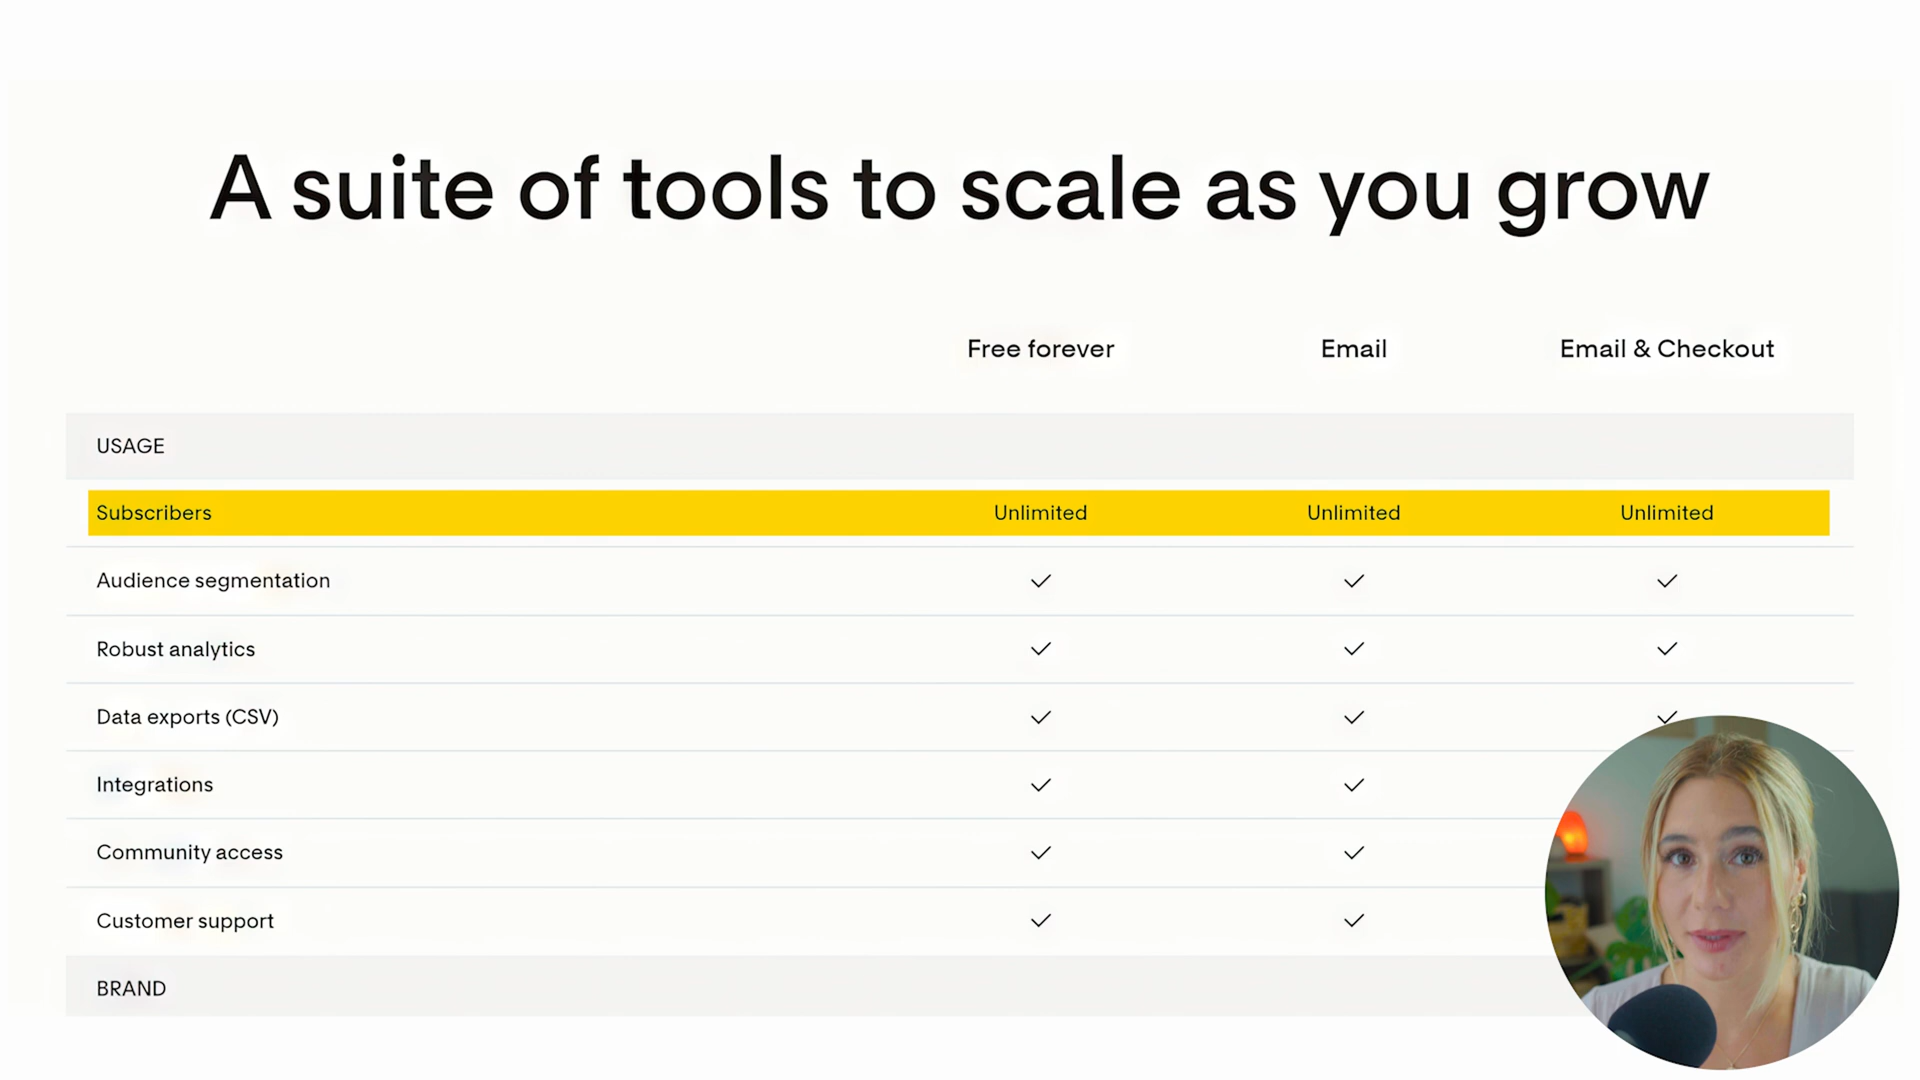 A suite of tools to scale as you grow
Free forever Email Email & Checkout
USAGE
Subscribers Unlimited Unlimited Unlimited
Audience segmentation ✓ ✓ ✓
Robust analytics ✓ ✓ ✓
Data exports (CSV) ✓ ✓ ✓
Integrations ✓ ✓
Community access ✓ ✓
Customer support ✓ ✓
BRAND